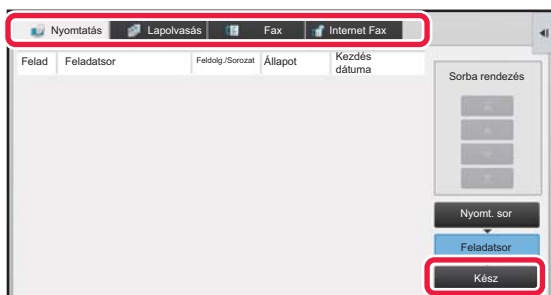 Nyomtatás Lapolvasás Fax Internet Fax
Felad Feladatsor Feldolg./Sorozat Állapot Kezdés
dátuma
Sorba rendezés
Nyomt. sor
Feladatsor
Kész